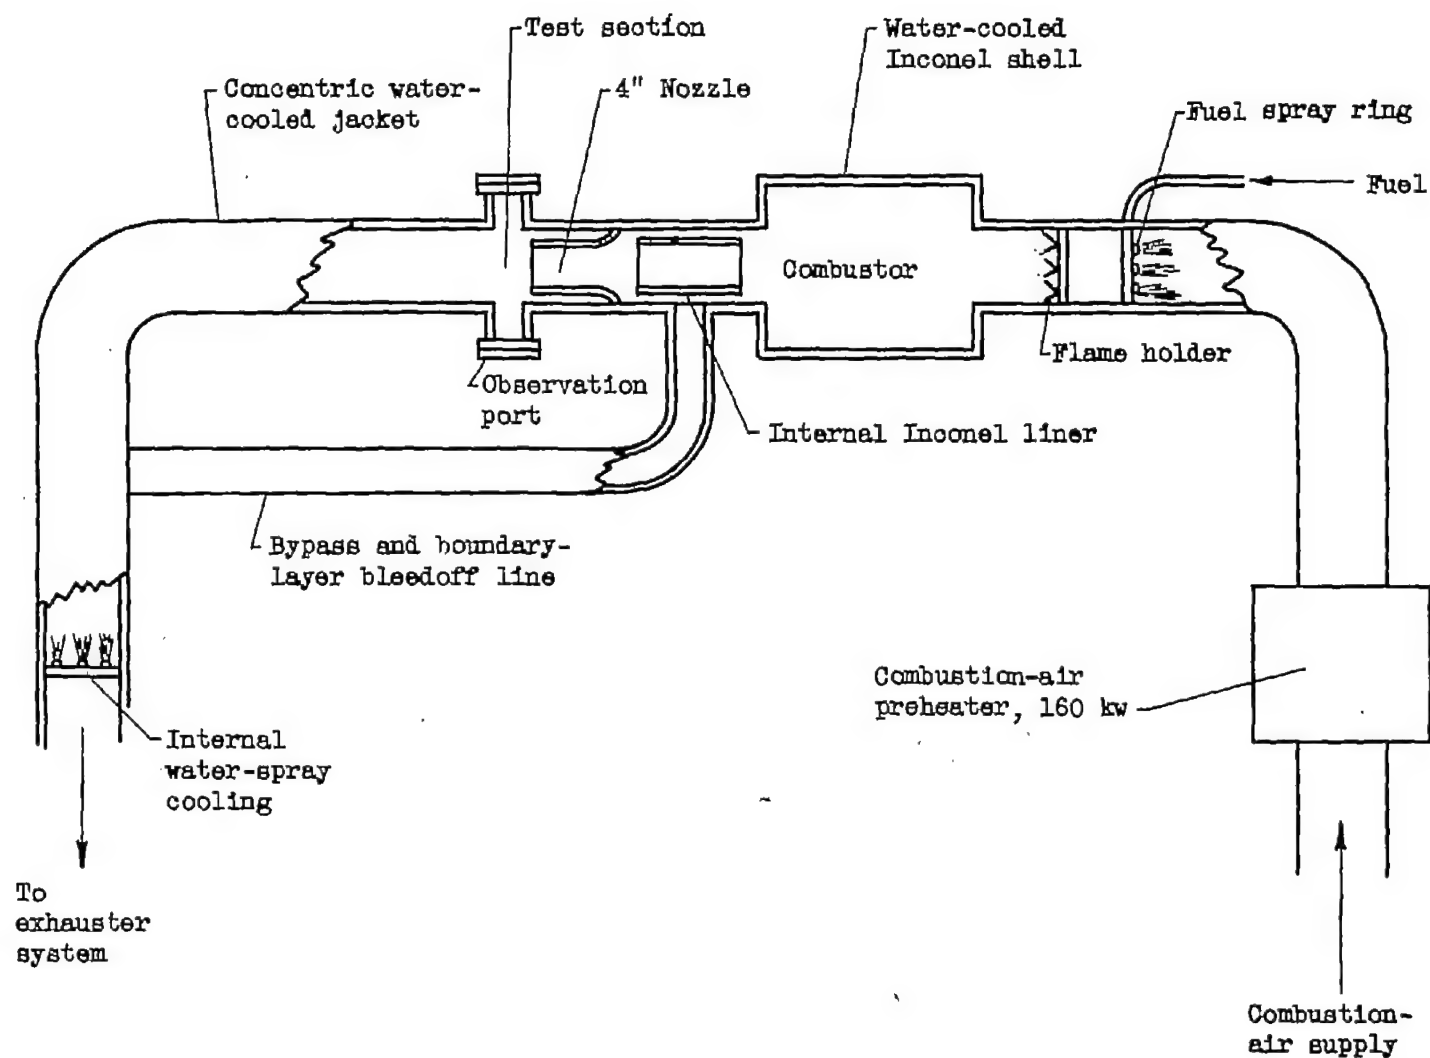 Test section
Water-cooled
Inconel shell
Concentric water-
cooled jacket
4" Nozzle
Fuel spray ring
Fuel
Combustor
Flame holder
Observation
port
Internal Inconel liner
Bypass and boundary-
layer bleedoff line
Combustion-air
preheater, 160 kw
Internal
water-spray
cooling
To
exhauster
system
Combustion-
air supply